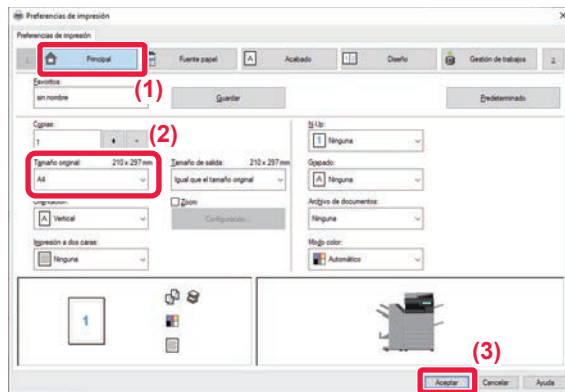 Preferencias de impresión
Preferencias de impresión
Principal
Fuente papel
Acabado
Diseño
Gestión de trabajos
Favoritos:
(1)
sin nombre
Guardar
Predeterminado
Copias:
(2)
N-Up:
1
+
-
1
Ninguna
Tamaño original:
210 x 297 mm
Tamaño de salida:
210 x 297 mm
Grapado:
A4
Igual que el tamaño original
A
Ninguna
Orientación:
Zoom:
Archivo de documentos:
A
Vertical
Configuración...
Ninguna
Impresión a dos caras:
Modo color:
Ninguna
Automático
1
(3)
Aceptar
Cancelar
Ayuda